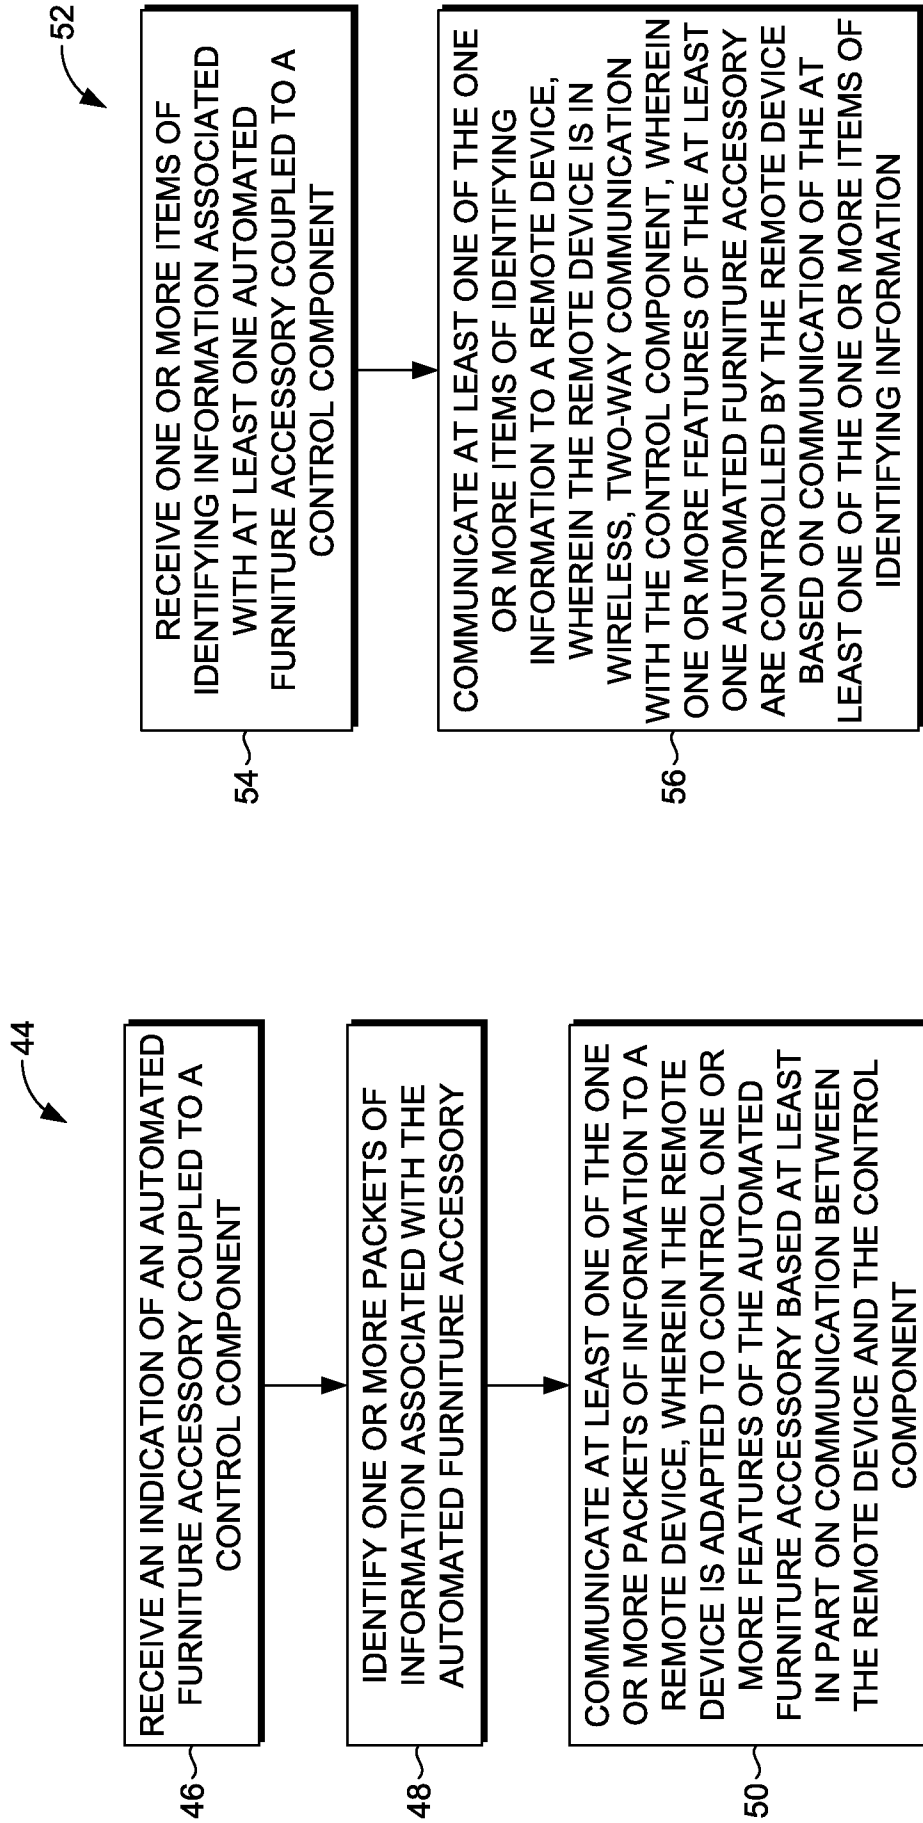 44
46
RECEIVE AN INDICATION OF AN AUTOMATED
FURNITURE ACCESSORY COUPLED TO A
CONTROL COMPONENT
48
IDENTIFY ONE OR MORE PACKETS OF
INFORMATION ASSOCIATED WITH THE
AUTOMATED FURNITURE ACCESSORY
50
COMMUNICATE AT LEAST ONE OF THE ONE
OR MORE PACKETS OF INFORMATION TO A
REMOTE DEVICE, WHEREIN THE REMOTE
DEVICE IS ADAPTED TO CONTROL ONE OR
MORE FEATURES OF THE AUTOMATED
FURNITURE ACCESSORY BASED AT LEAST
IN PART ON COMMUNICATION BETWEEN
THE REMOTE DEVICE AND THE CONTROL
COMPONENT
52
54
RECEIVE ONE OR MORE ITEMS OF
IDENTIFYING INFORMATION ASSOCIATED
WITH AT LEAST ONE AUTOMATED
FURNITURE ACCESSORY COUPLED TO A
CONTROL COMPONENT
56
COMMUNICATE AT LEAST ONE OF THE ONE
OR MORE ITEMS OF IDENTIFYING
INFORMATION TO A REMOTE DEVICE,
WHEREIN THE REMOTE DEVICE IS IN
WIRELESS, TWO-WAY COMMUNICATION
WITH THE CONTROL COMPONENT, WHEREIN
ONE OR MORE FEATURES OF THE AT LEAST
ONE AUTOMATED FURNITURE ACCESSORY
ARE CONTROLLED BY THE REMOTE DEVICE
BASED ON COMMUNICATION OF THE AT
LEAST ONE OF THE ONE OR MORE ITEMS OF
IDENTIFYING INFORMATION